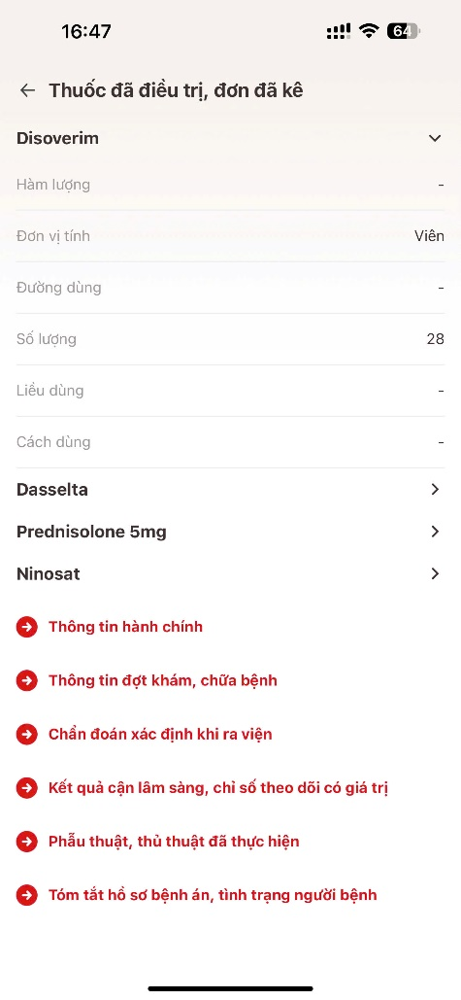 16:47
64
Thuốc đã điều trị, đơn đã kê
Disoverim
Hàm lượng -
Đơn vị tính Viên
Đường dùng -
Số lượng 28
Liều dùng -
Cách dùng -
Dasselta
Prednisolone 5mg
Ninosat
Thông tin hành chính
Thông tin đợt khám, chữa bệnh
Chẩn đoán xác định khi ra viện
Kết quả cận lâm sàng, chỉ số theo dõi có giá trị
Phẫu thuật, thủ thuật đã thực hiện
Tóm tắt hồ sơ bệnh án, tình trạng người bệnh